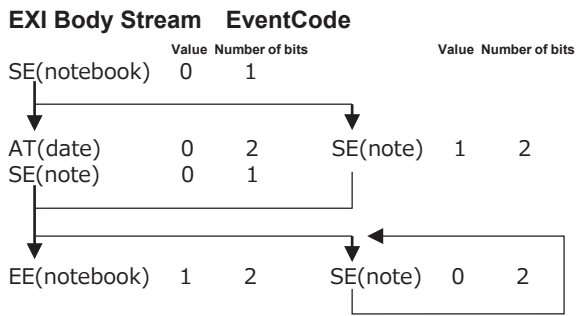 EXI Body Stream EventCode
Value Number of bits Value Number of bits
SE(notebook) 0 1
AT(date) 0 2 SE(note) 1 2
SE(note) 0 1
EE(notebook) 1 2 SE(note) 0 2